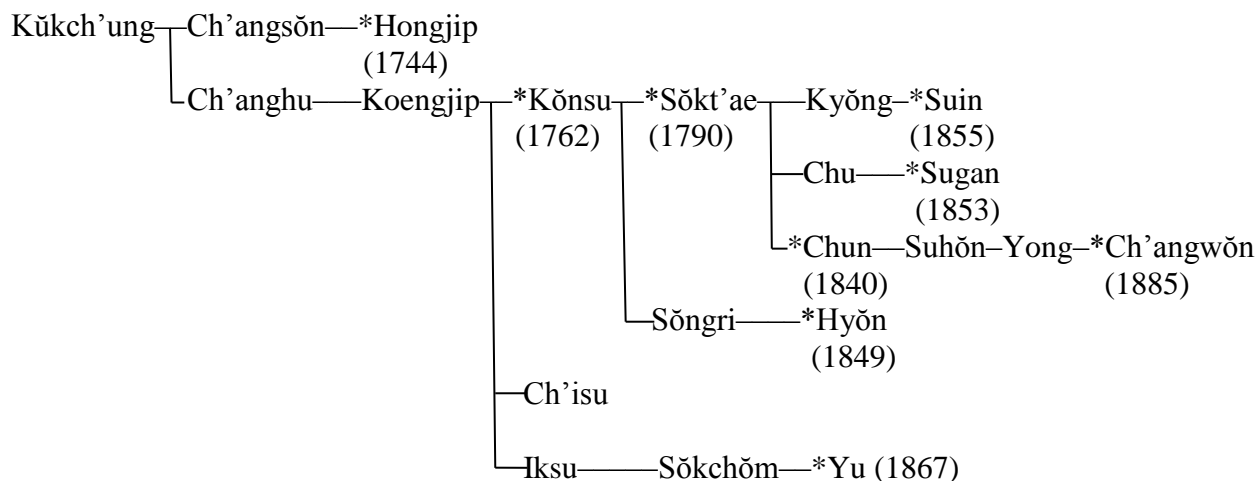 Kŭkch’ung Ch’angsŏn *Hongjip
(1744)
Ch’anghu Koengjip *Kŏnsu *Sŏkt’ae Kyŏng *Suin
(1762) (1790) (1855)
Chu *Sugan
(1853)
*Chun Suhŏn Yong *Ch’angwŏn
(1840) (1885)
Sŏngri *Hyŏn
(1849)
Ch’isu
Iksu Sŏkchŏm *Yu (1867)